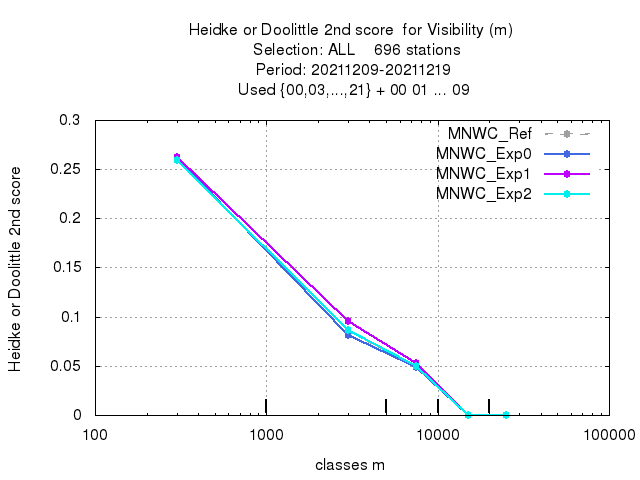 Heidke or Doolittle 2nd score  for Visibility (m)
Selection: ALL    696 stations
Period: 20211209-20211219
Used {00,03,...,21} + 00 01 ... 09
MNWC_Ref
MNWC_Exp0
MNWC_Exp1
MNWC_Exp2
Heidke or Doolittle 2nd score
0.3
0.25
0.2
0.15
0.1
0.05
0
100 1000 10000 100000
classes m